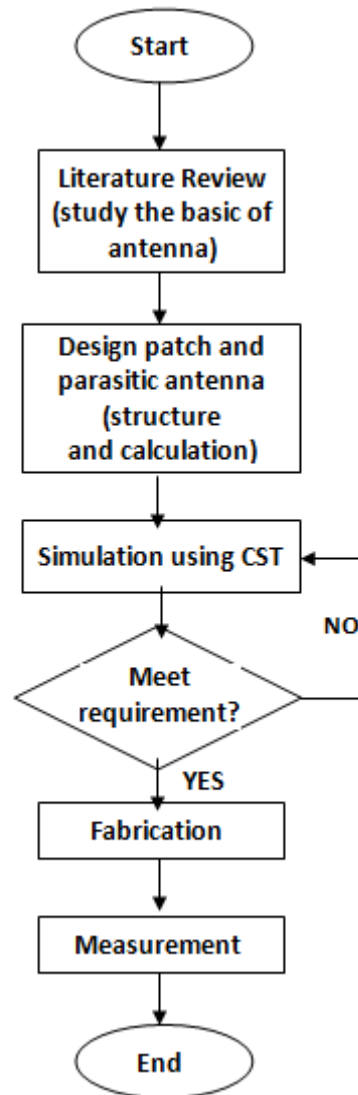 Start
Literature Review
(study the basic of
antenna)
Design patch and
parasitic antenna
(structure
and calculation)
Simulation using CST
NO
Meet
requirement?
YES
Fabrication
Measurement
End